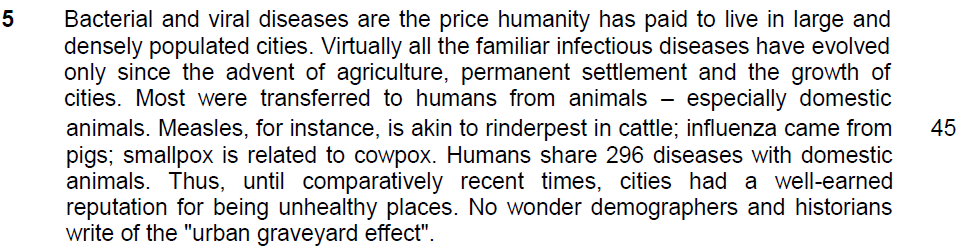 5 Bacterial and viral diseases are the price humanity has paid to live in large and
densely populated cities. Virtually all the familiar infectious diseases have evolved
only since the advent of agriculture, permanent settlement and the growth of
cities. Most were transferred to humans from animals – especially domestic
animals. Measles, for instance, is akin to rinderpest in cattle; influenza came from 45
pigs; smallpox is related to cowpox. Humans share 296 diseases with domestic
animals. Thus, until comparatively recent times, cities had a well-earned
reputation for being unhealthy places. No wonder demographers and historians
write of the "urban graveyard effect".